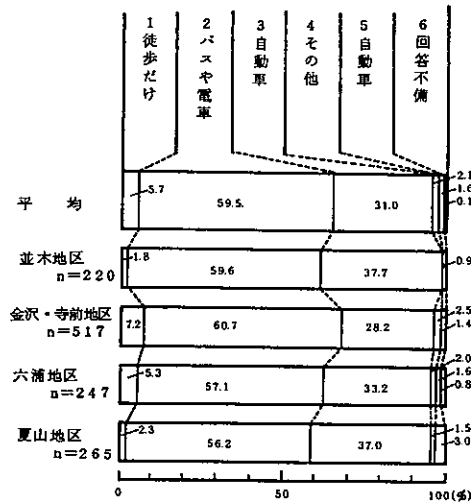 1 徒歩だけ
2 バスや電車
3 自動車
4 その他
5 自動車
6 回答不備
平 均
5.7
59.5.
31.0
2.1
1.6
0.1
並木地区
n=220
1.8
59.6
37.7
0.9
金沢・寺前地区
n=517
7.2
60.7
28.2
2.5
1.4
六浦地区
n=247
5.3
57.1
33.2
2.0
1.6
0.8
夏山地区
n=265
2.3
56.2
37.0
1.5
3.0
0 50 100(%)